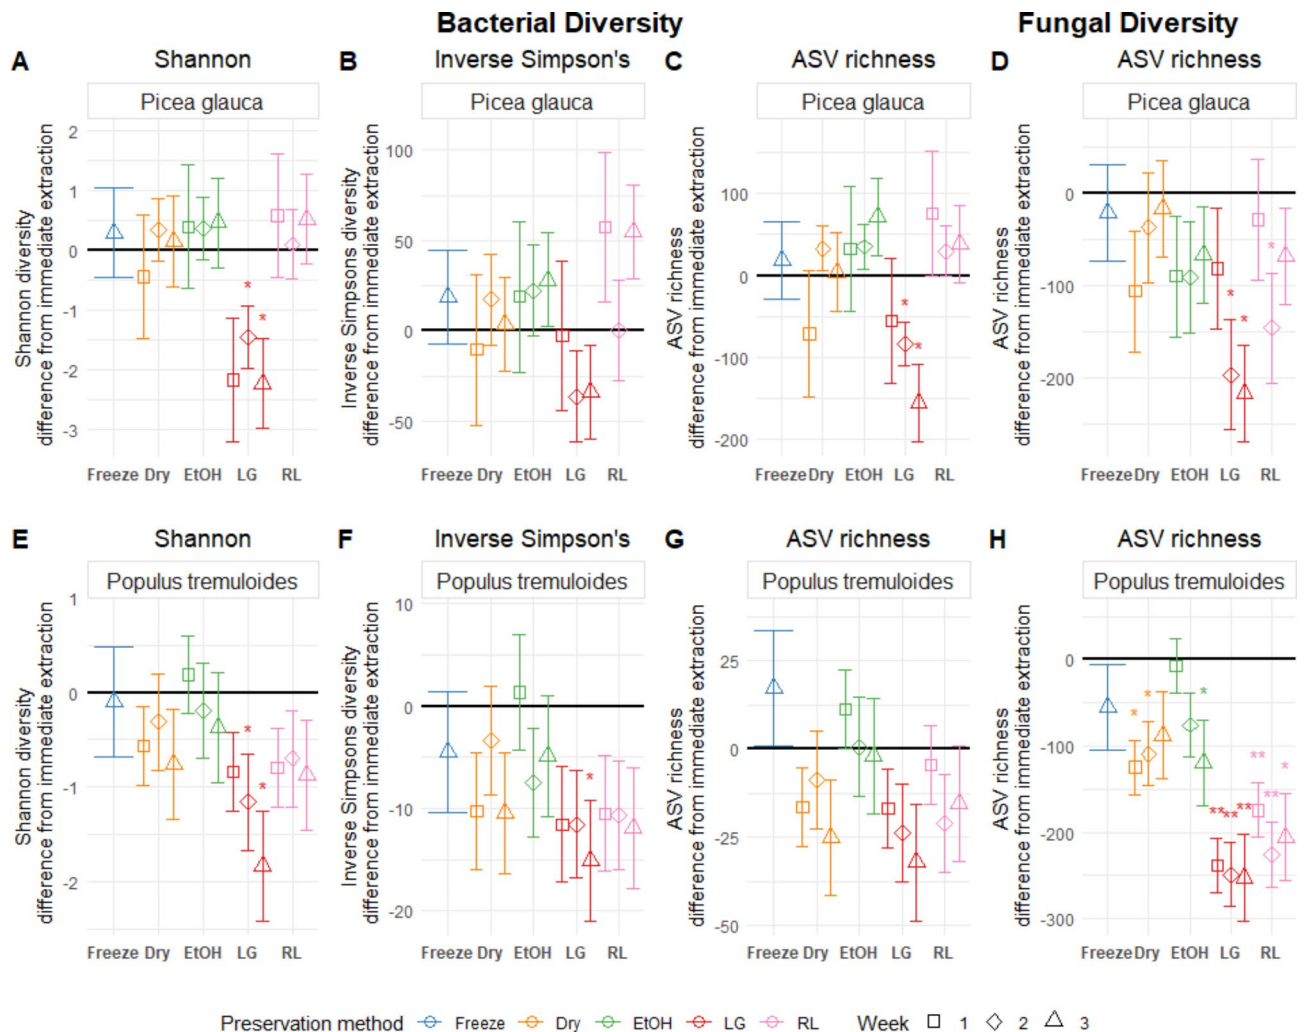 Bacterial Diversity Fungal Diversity
A Shannon B Inverse Simpson's C ASV richness D ASV richness
Picea glauca Picea glauca Picea glauca Picea glauca
Shannon diversity
difference from immediate extraction
2
1
0
-1
-2
-3
* *
Freeze Dry EtOH LG RL
Inverse Simpsons diversity
difference from immediate extraction
100
50
0
-50
Freeze Dry EtOH LG RL
ASV richness
difference from immediate extraction
100
0
-100
-200
* *
Freeze Dry EtOH LG RL
ASV richness
difference from immediate extraction
0
-100
-200
* * *
Freeze Dry EtOH LG RL
E Shannon F Inverse Simpson's G ASV richness H ASV richness
Populus tremuloides Populus tremuloides Populus tremuloides Populus tremuloides
Shannon diversity
difference from immediate extraction
1
0
-1
-2
* *
Freeze Dry EtOH LG RL
Inverse Simpsons diversity
difference from immediate extraction
10
0
-10
-20
*
Freeze Dry EtOH LG RL
ASV richness
difference from immediate extraction
25
0
-25
-50
Freeze Dry EtOH LG RL
ASV richness
difference from immediate extraction
0
-100
-200
-300
* * * ** ** ** ** ** *
Freeze Dry EtOH LG RL
Preservation method Freeze Dry EtOH LG RL Week 1 2 3